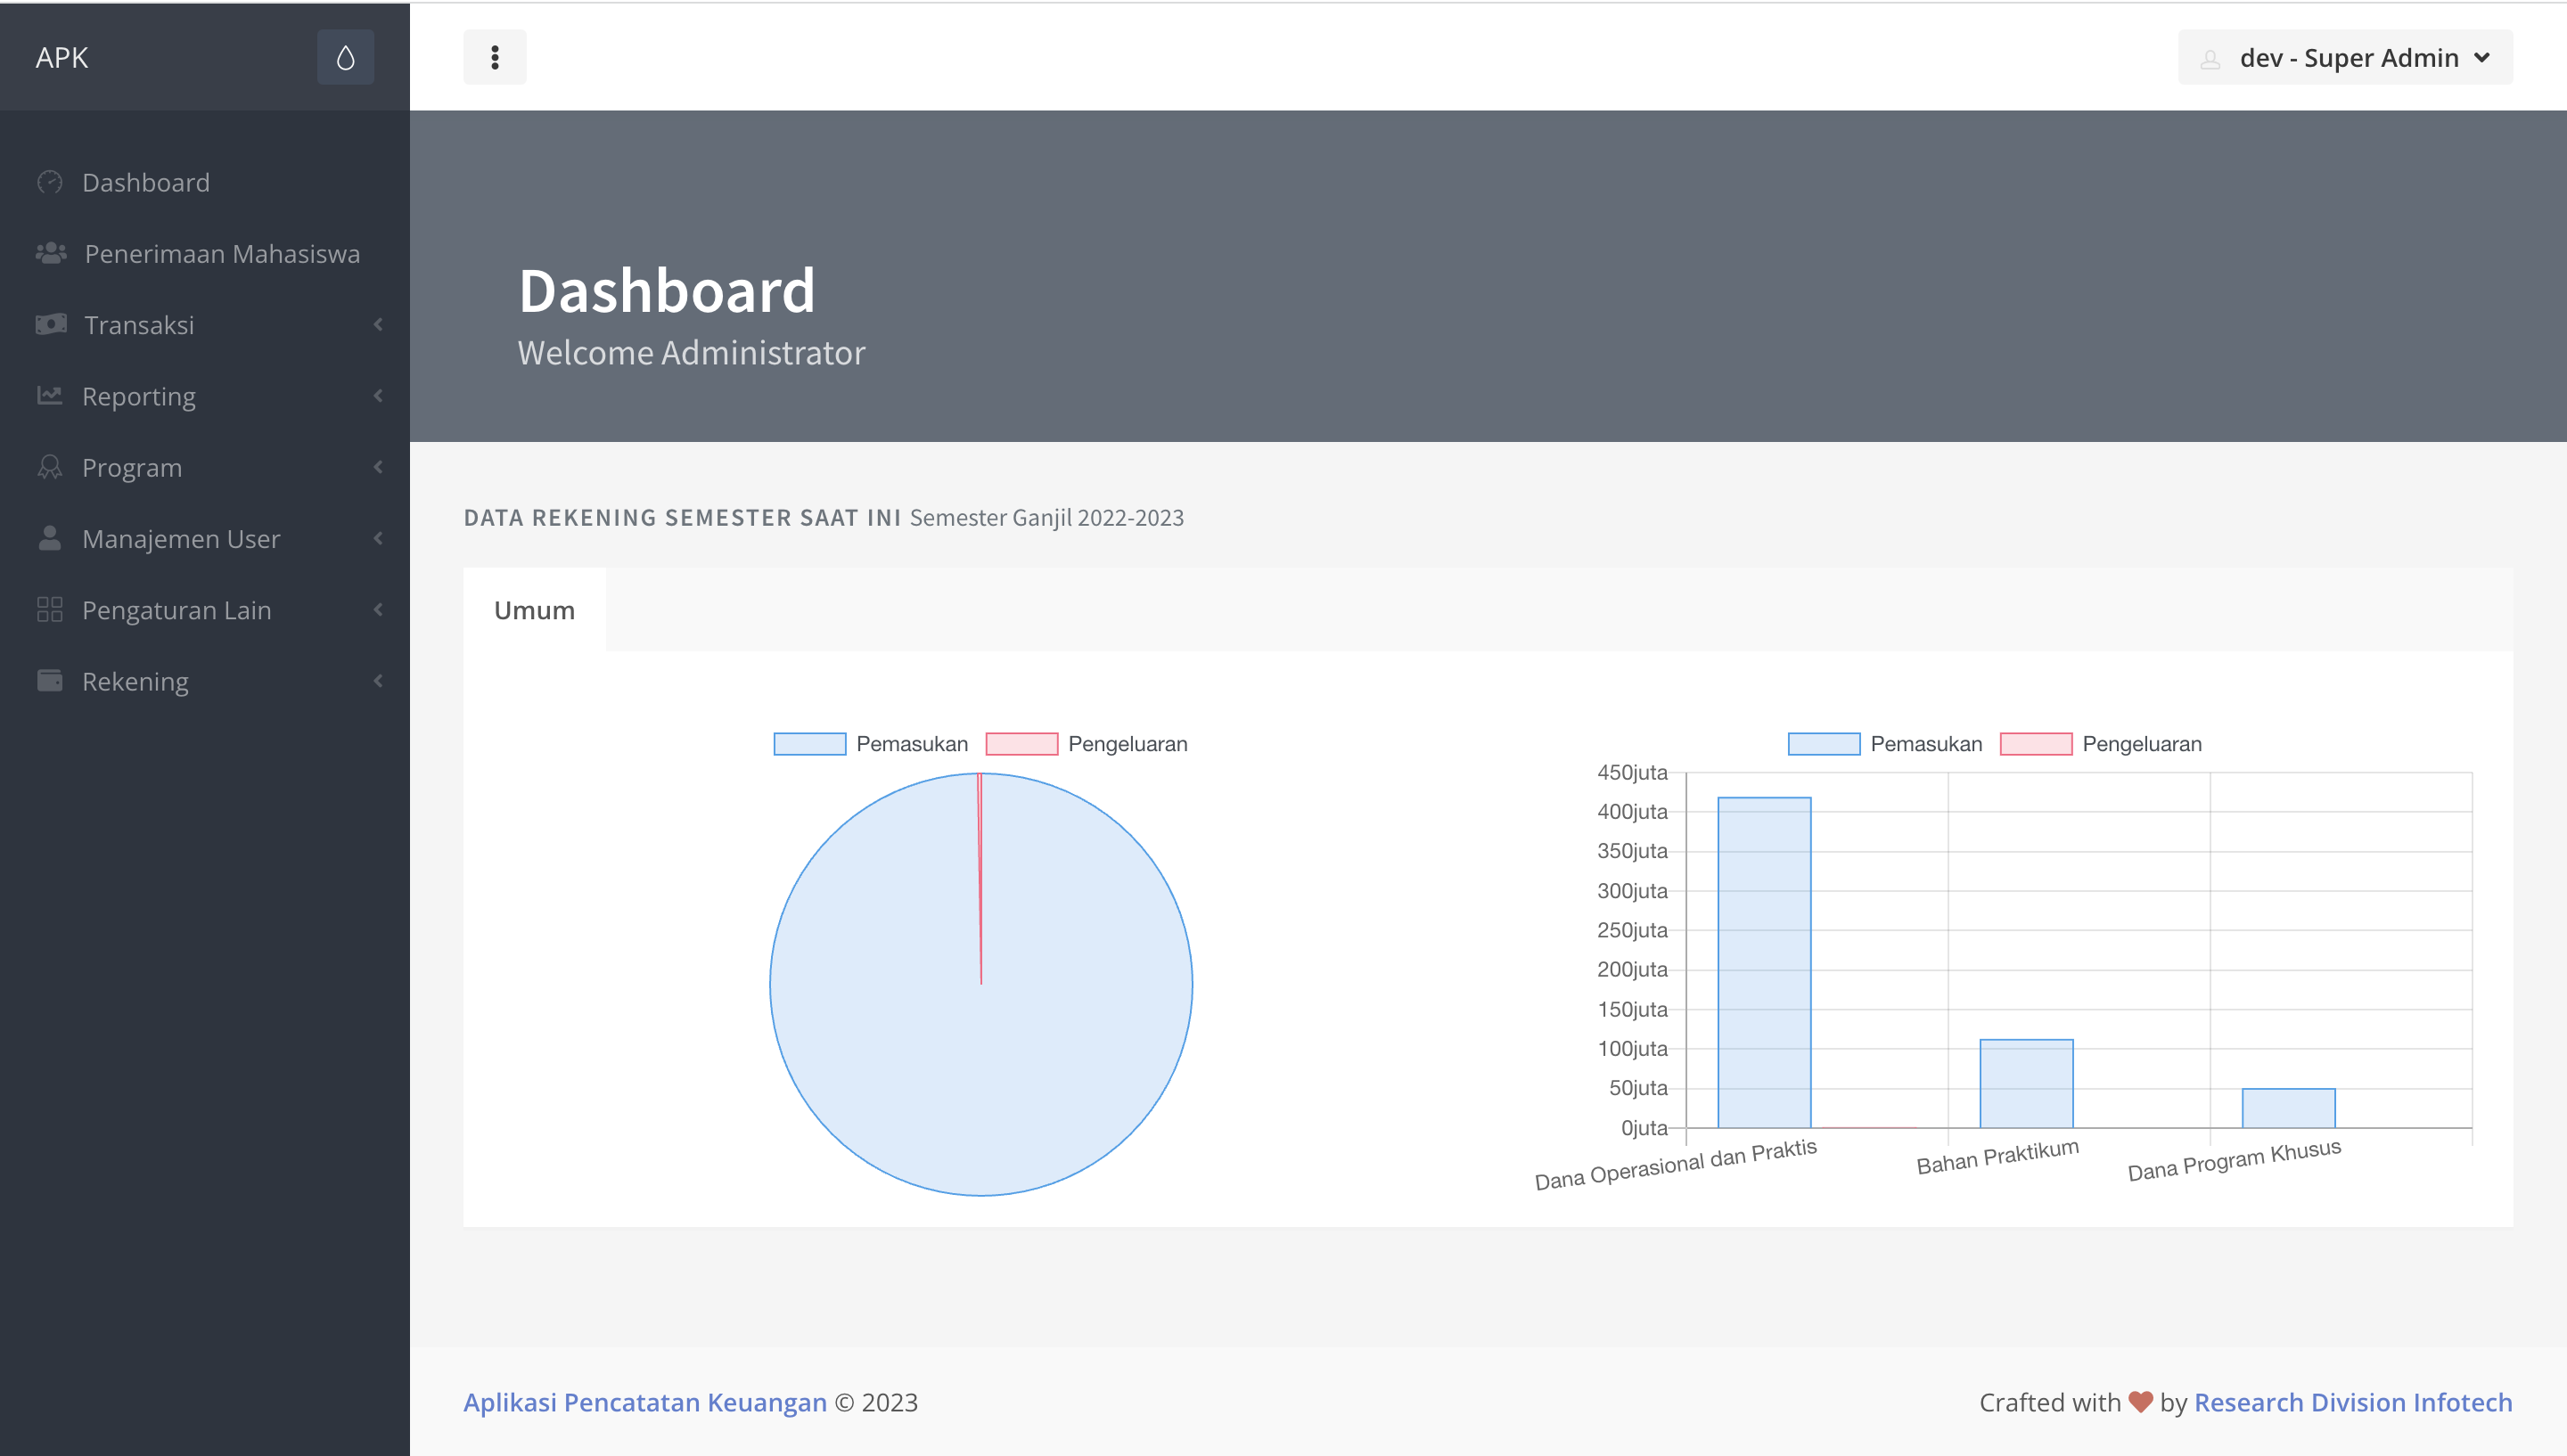 APK
dev - Super Admin
Dashboard
Penerimaan Mahasiswa
Transaksi
Reporting
Program
Manajemen User
Pengaturan Lain
Rekening
Dashboard
Welcome Administrator
DATA REKENING SEMESTER SAAT INI Semester Ganjil 2022-2023
Umum
Pemasukan Pengeluaran
Pemasukan Pengeluaran
450juta
400juta
350juta
300juta
250juta
200juta
150juta
100juta
50juta
0juta
Dana Operasional dan Praktis
Bahan Praktikum
Dana Program Khusus
Aplikasi Pencatatan Keuangan © 2023
Crafted with ❤ by Research Division Infotech